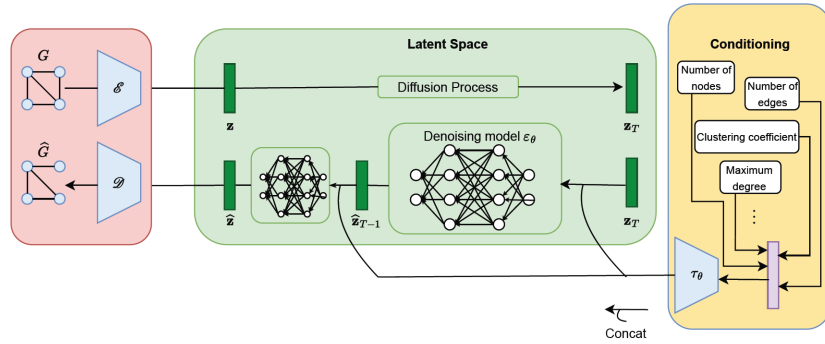 Latent Space
Conditioning
G
ℰ
z
Diffusion Process
z_T
Number of
nodes
Number of
edges
Clustering coefficient
Maximum
degree
⋮
Ĝ
𝒟
ẑ
ẑ_{T−1}
Denoising model ε_θ
z_T
τ_θ
Concat